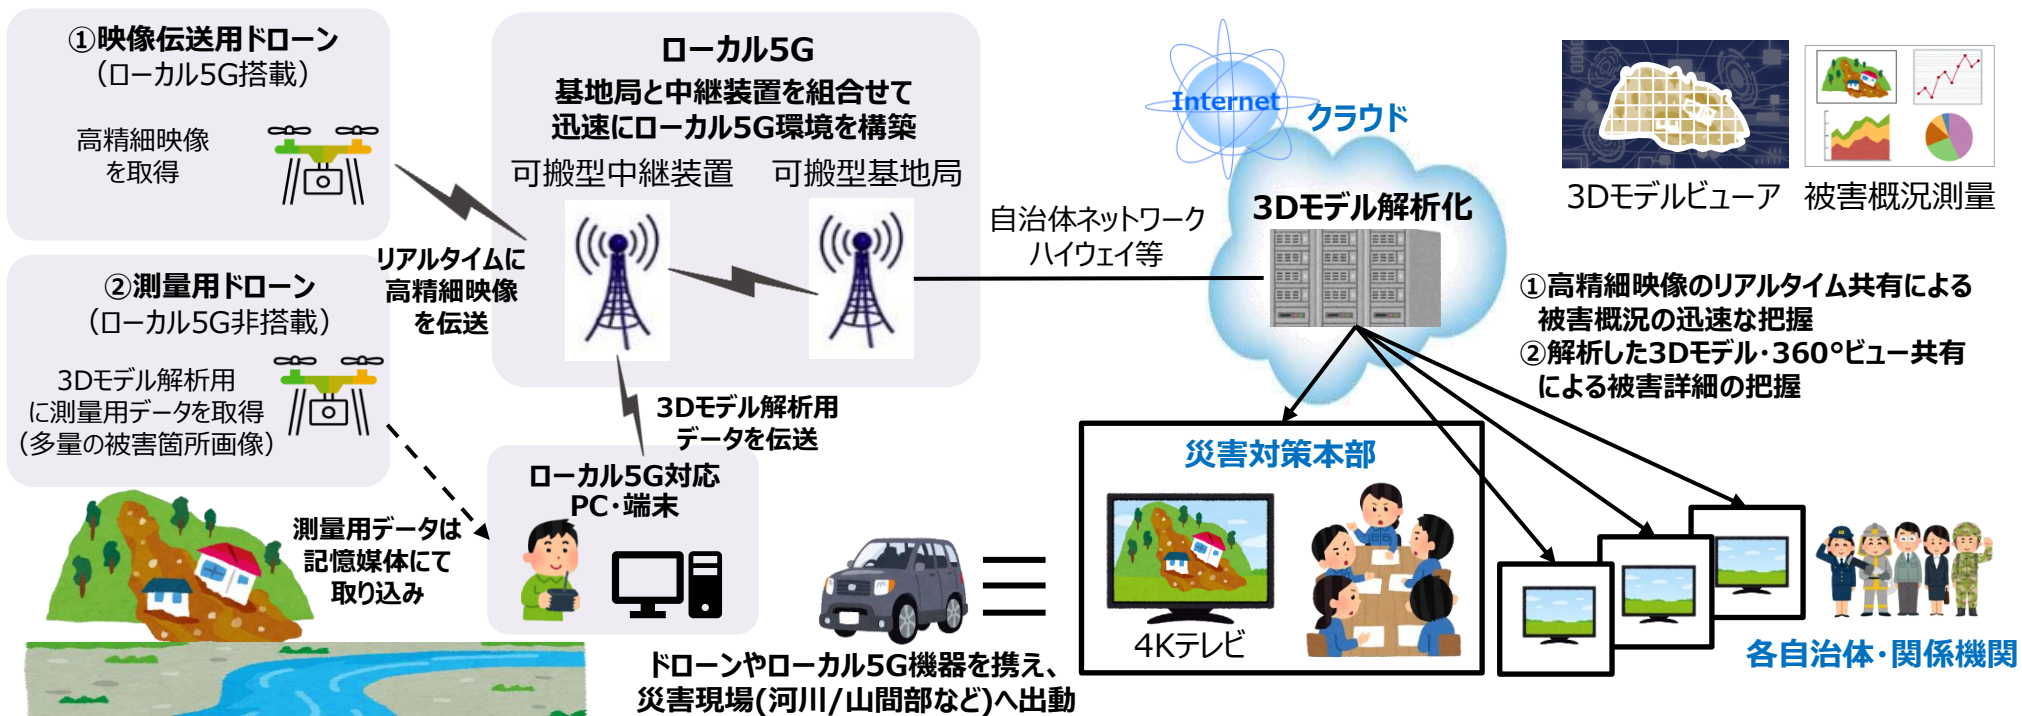 ①映像伝送用ドローン
（ローカル5G搭載）
高精細映像
を取得
②測量用ドローン
（ローカル5G非搭載）
3Dモデル解析用
に測量用データを取得
（多量の被害箇所画像）
リアルタイムに
高精細映像
を伝送
ローカル5G
基地局と中継装置を組合せて
迅速にローカル5G環境を構築
可搬型中継装置
可搬型基地局
3Dモデル解析用
データを伝送
測量用データは
記憶媒体にて
取り込み
ローカル5G対応
PC・端末
ドローンやローカル5G機器を携え、
災害現場(河川/山間部など)へ出動
自治体ネットワーク
ハイウェイ等
Internet
クラウド
3Dモデル解析化
3Dモデルビューア
被害概況測量
①高精細映像のリアルタイム共有による
被害概況の迅速な把握
②解析した3Dモデル・360°ビュー共有
による被害詳細の把握
災害対策本部
4Kテレビ
各自治体・関係機関